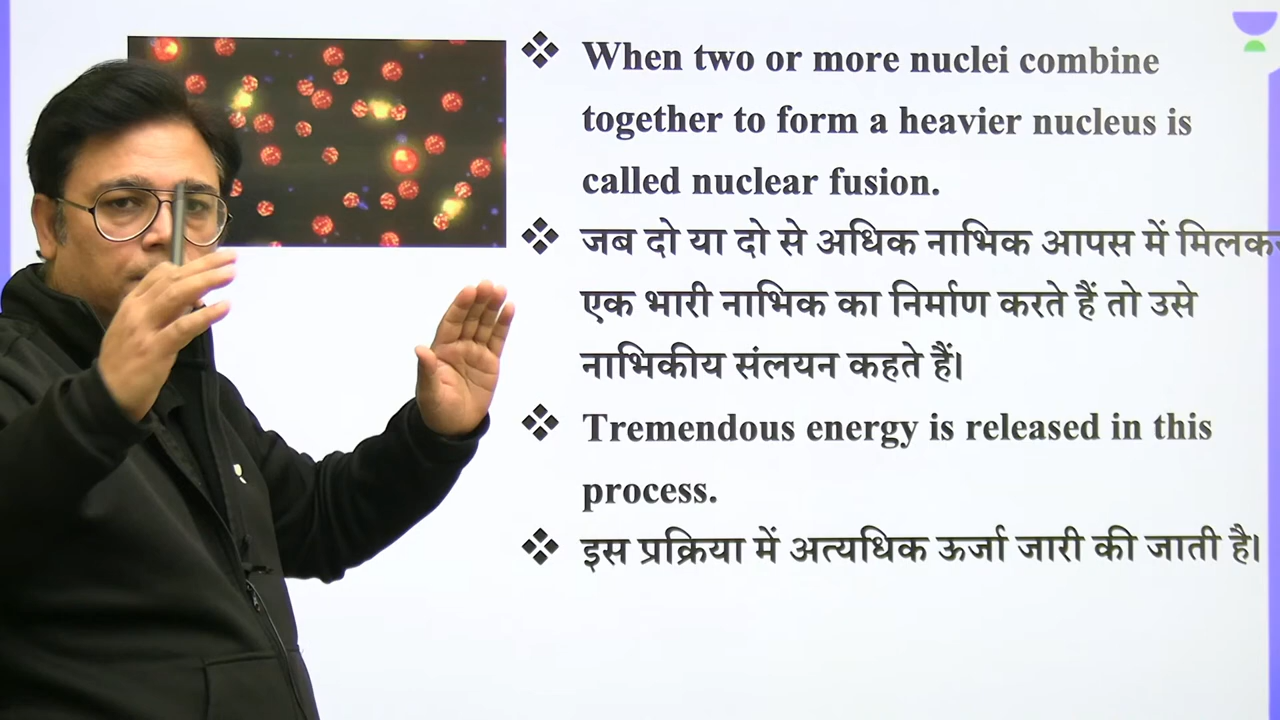 ❖ When two or more nuclei combine
together to form a heavier nucleus is
called nuclear fusion.
❖ जब दो या दो से अधिक नाभिक आपस में मिलकर
एक भारी नाभिक का निर्माण करते हैं तो उसे
नाभिकीय संलयन कहते हैं।
❖ Tremendous energy is released in this
process.
❖ इस प्रक्रिया में अत्यधिक ऊर्जा जारी की जाती है।